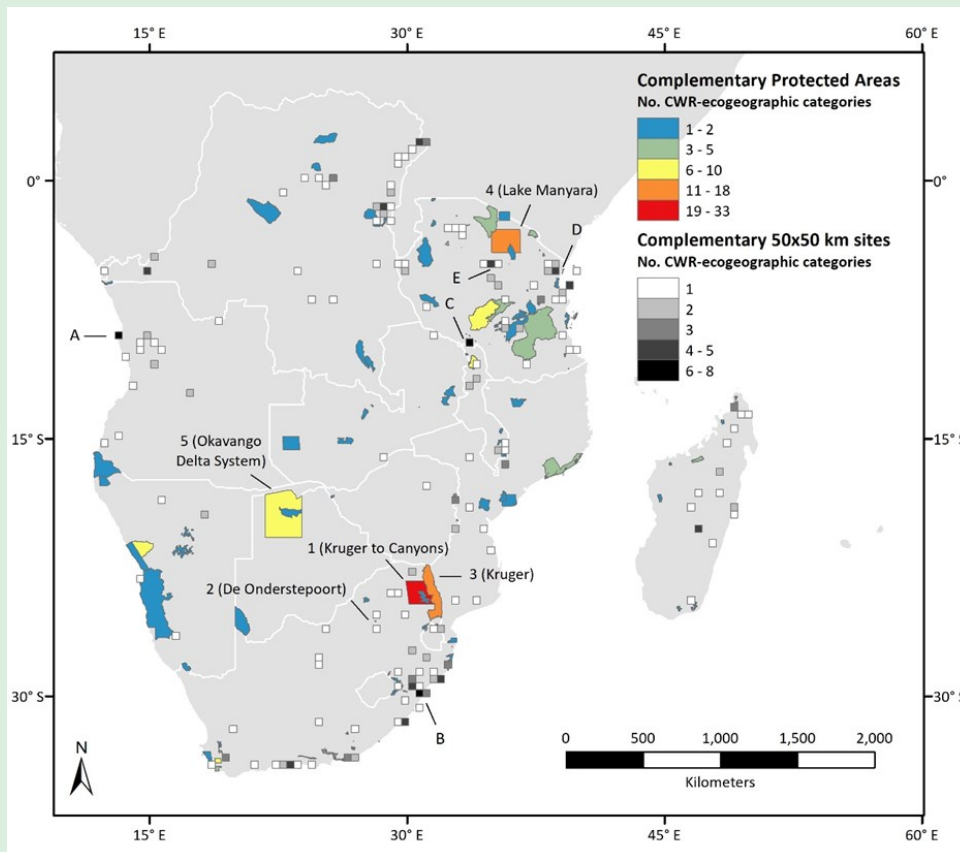 15° E
30° E
45° E
60° E
Complementary Protected Areas
No. CWR-ecogeographic categories
1 - 2
3 - 5
6 - 10
11 - 18
19 - 33
Complementary 50x50 km sites
No. CWR-ecogeographic categories
1
2
3
4 - 5
6 - 8
0°
4 (Lake Manyara)
D
E
C
A
15° S
15° S
5 (Okavango
Delta System)
1 (Kruger to Canyons)
3 (Kruger)
2 (De Onderstepoort)
30° S
30° S
B
N
0
500
1,000
1,500
2,000
Kilometers
15° E
30° E
45° E
60° E